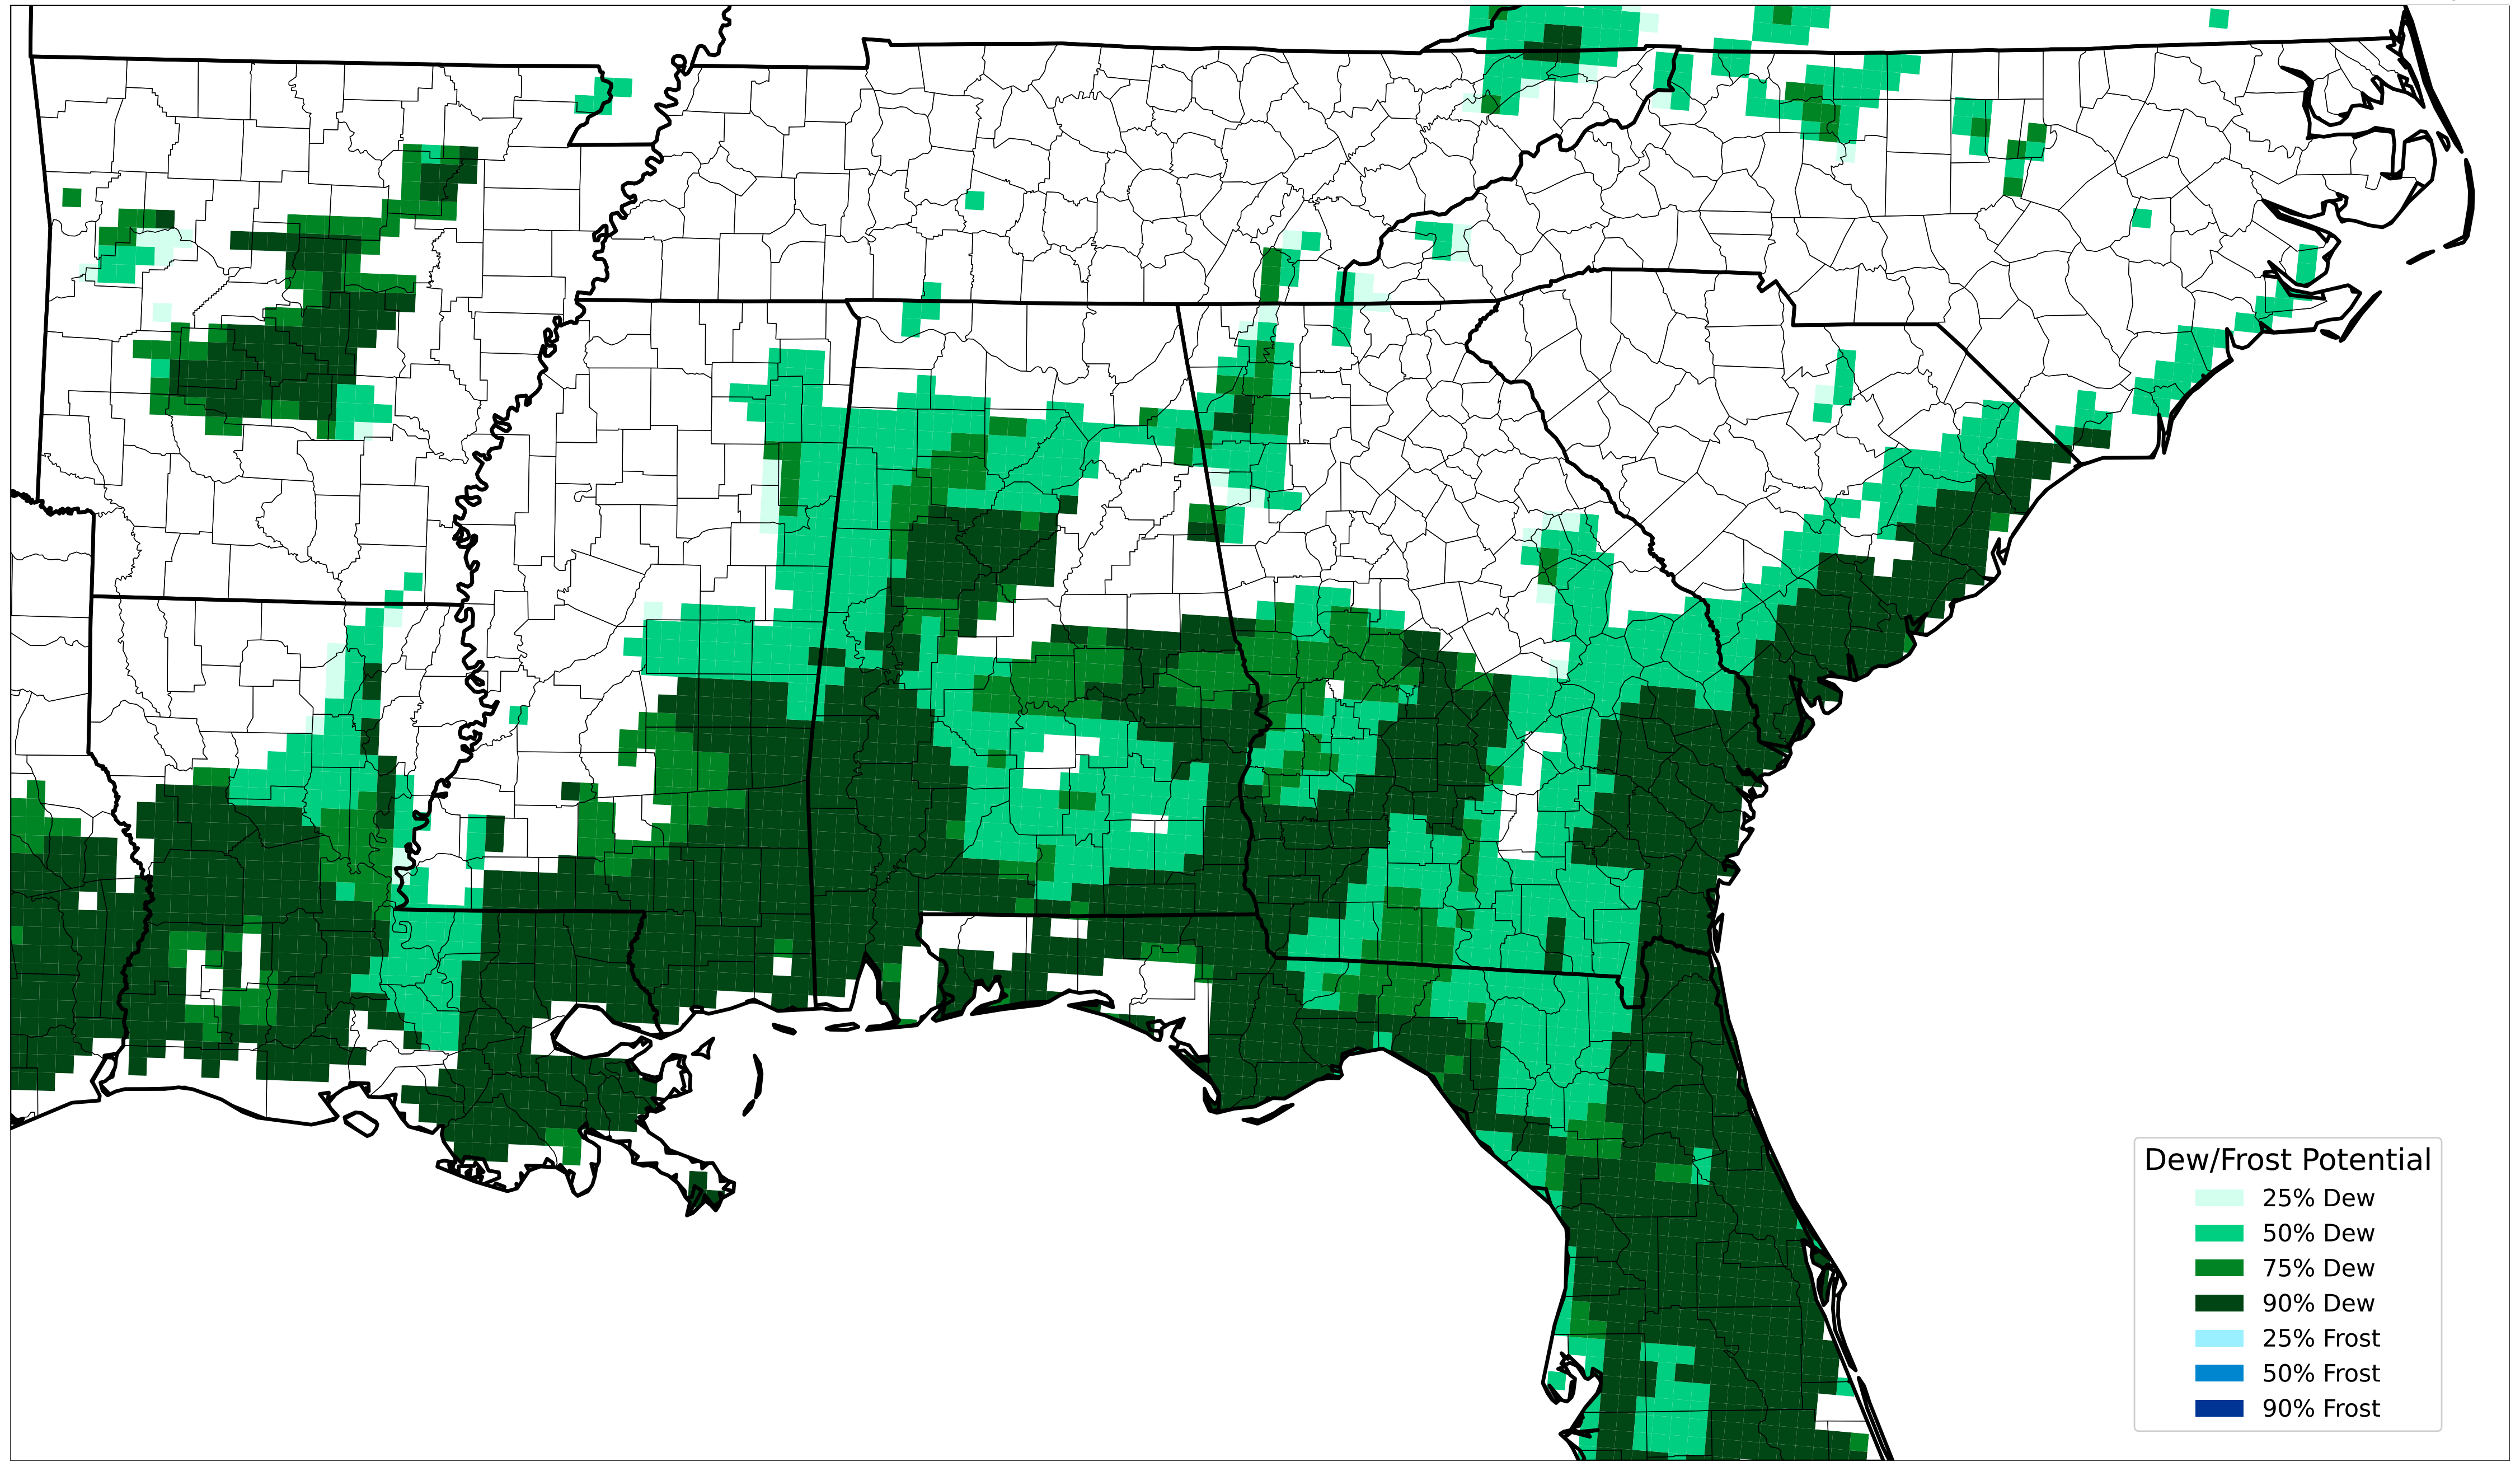 Dew/Frost Potential
25% Dew
50% Dew
75% Dew
90% Dew
25% Frost
50% Frost
90% Frost